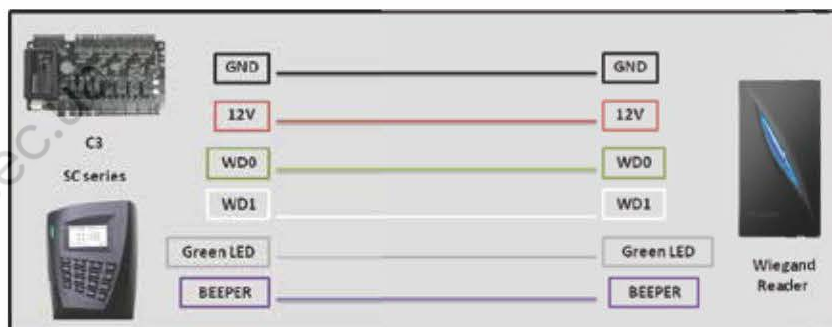 GND
GND
12V
12V
C3
WD0
WD0
SC series
WD1
WD1
Green LED
Green LED
Wiegand
Reader
BEEPER
BEEPER